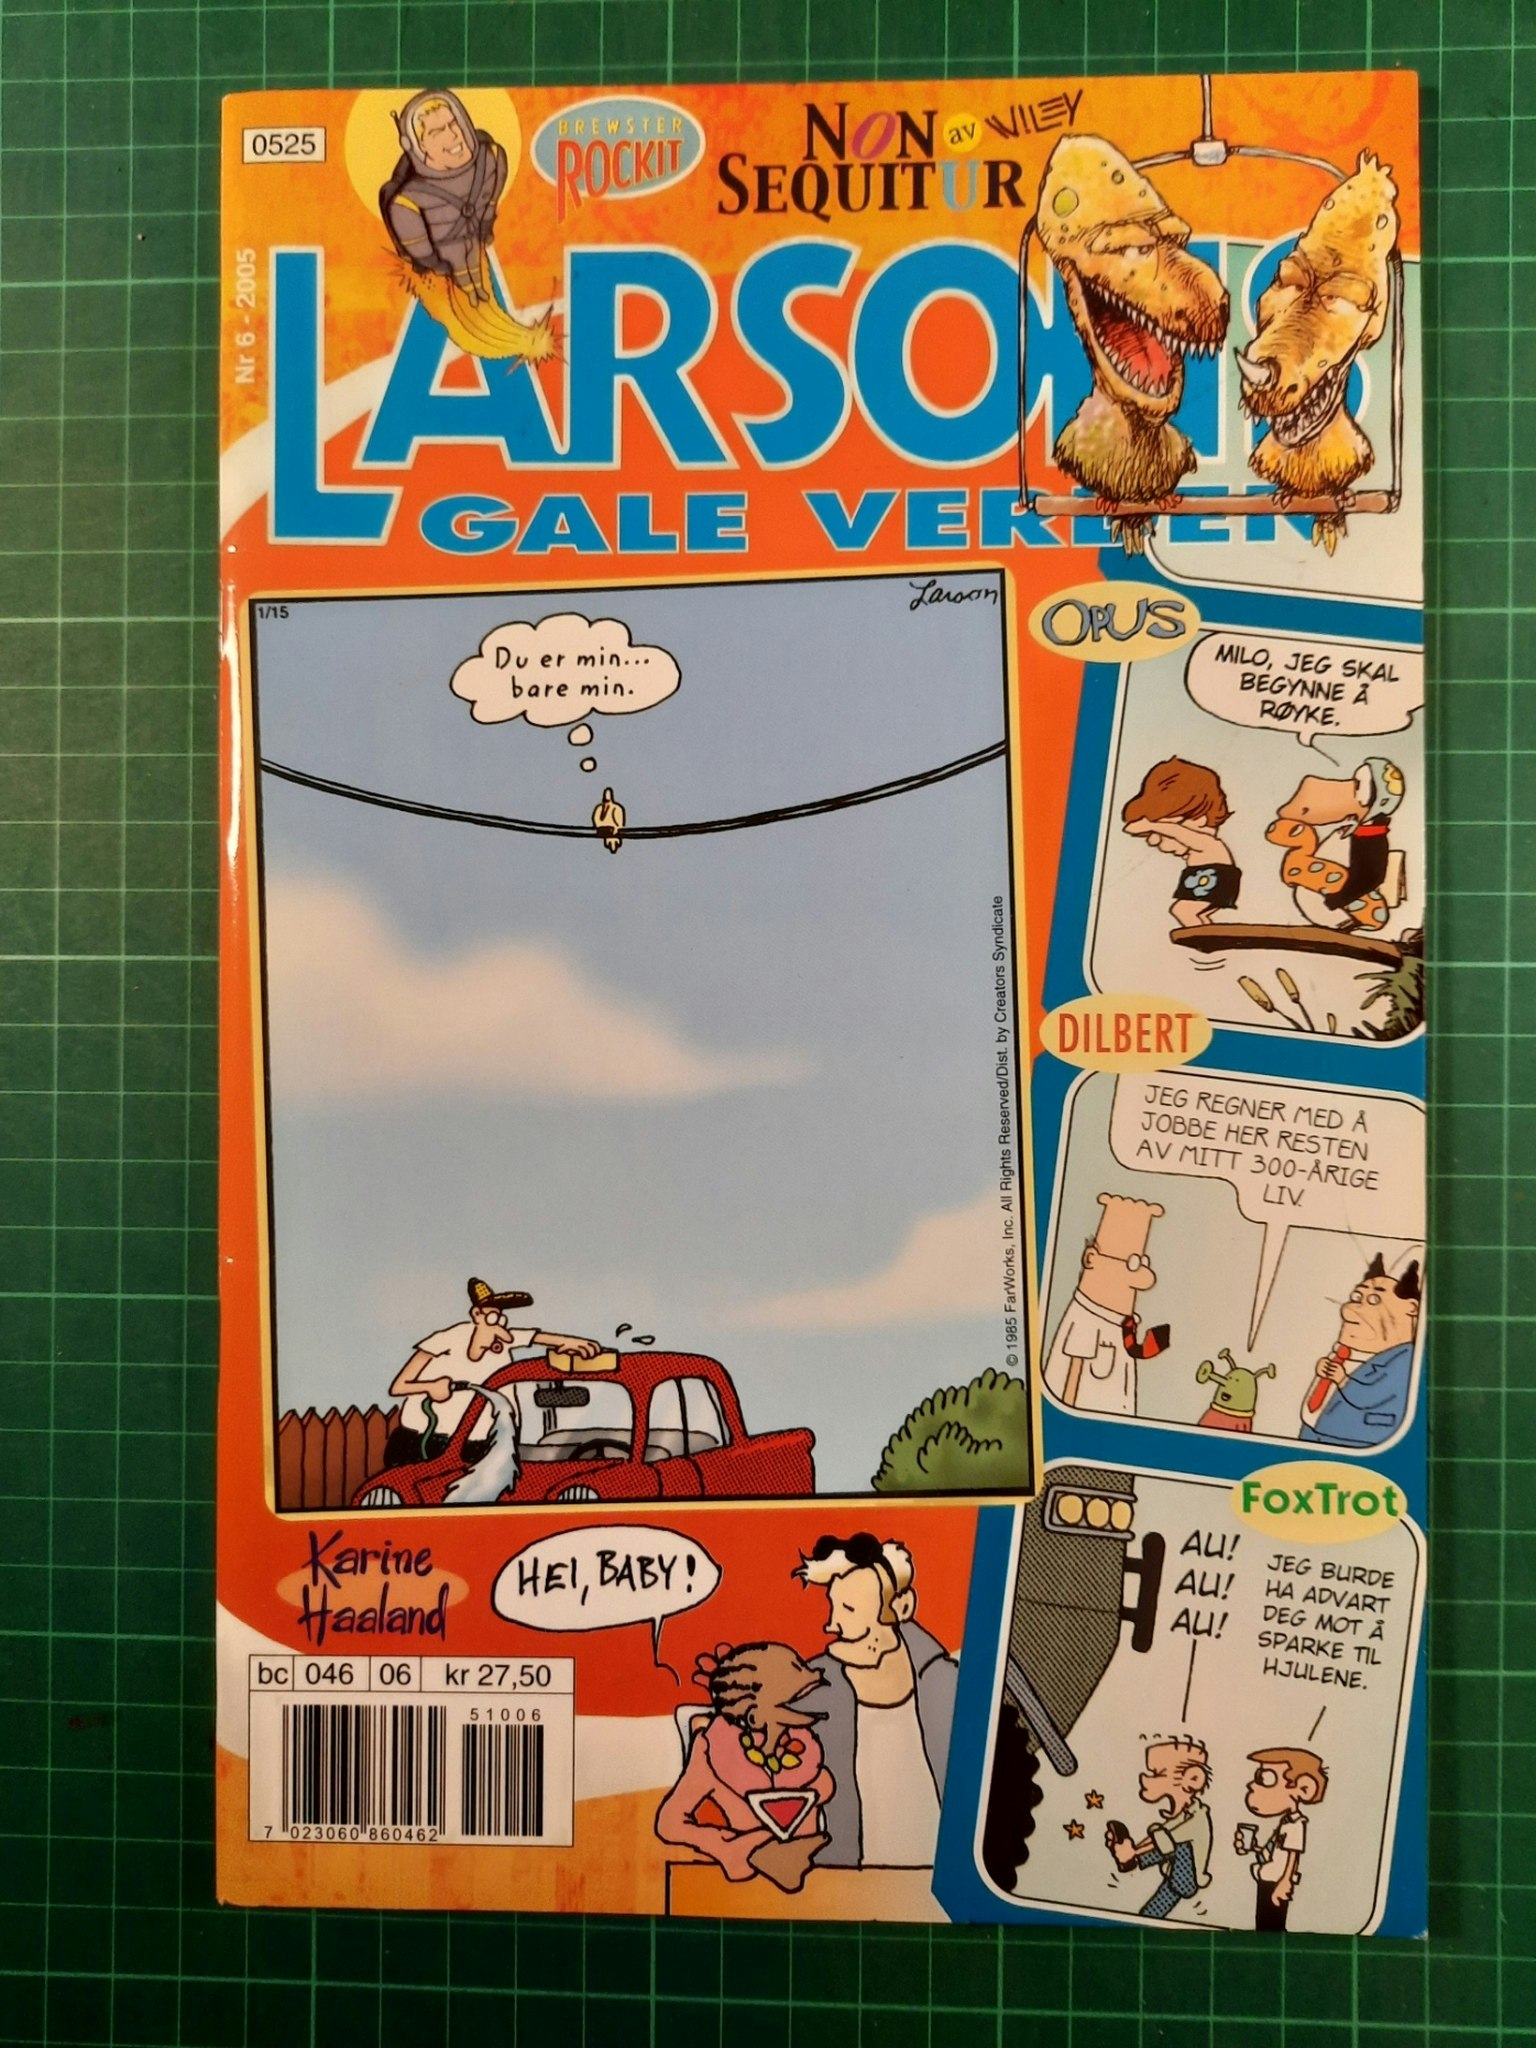 0525
BREWSTER
ROCKIT
NON av WILEY
SEQUITUR
Nr 6 - 2005
LARSONS
GALE VERDEN
1/15
Larson
Du er min...
bare min.
© 1985 FarWorks, Inc. All Rights Reserved/Dist. by Creators Syndicate
OPUS
MILO, JEG SKAL
BEGYNNE Å
RØYKE.
DILBERT
JEG REGNER MED Å
JOBBE HER RESTEN
AV MITT 300-ÅRIGE
LIV.
FOXTROT
AU!
AU!
AU!
JEG BURDE
HA ADVART
DEG MOT Å
SPARKE TIL
HJULENE.
Karine
Haaland
HEI, BABY!
bc 046 06 kr 27,50
51006
7 023060 860462